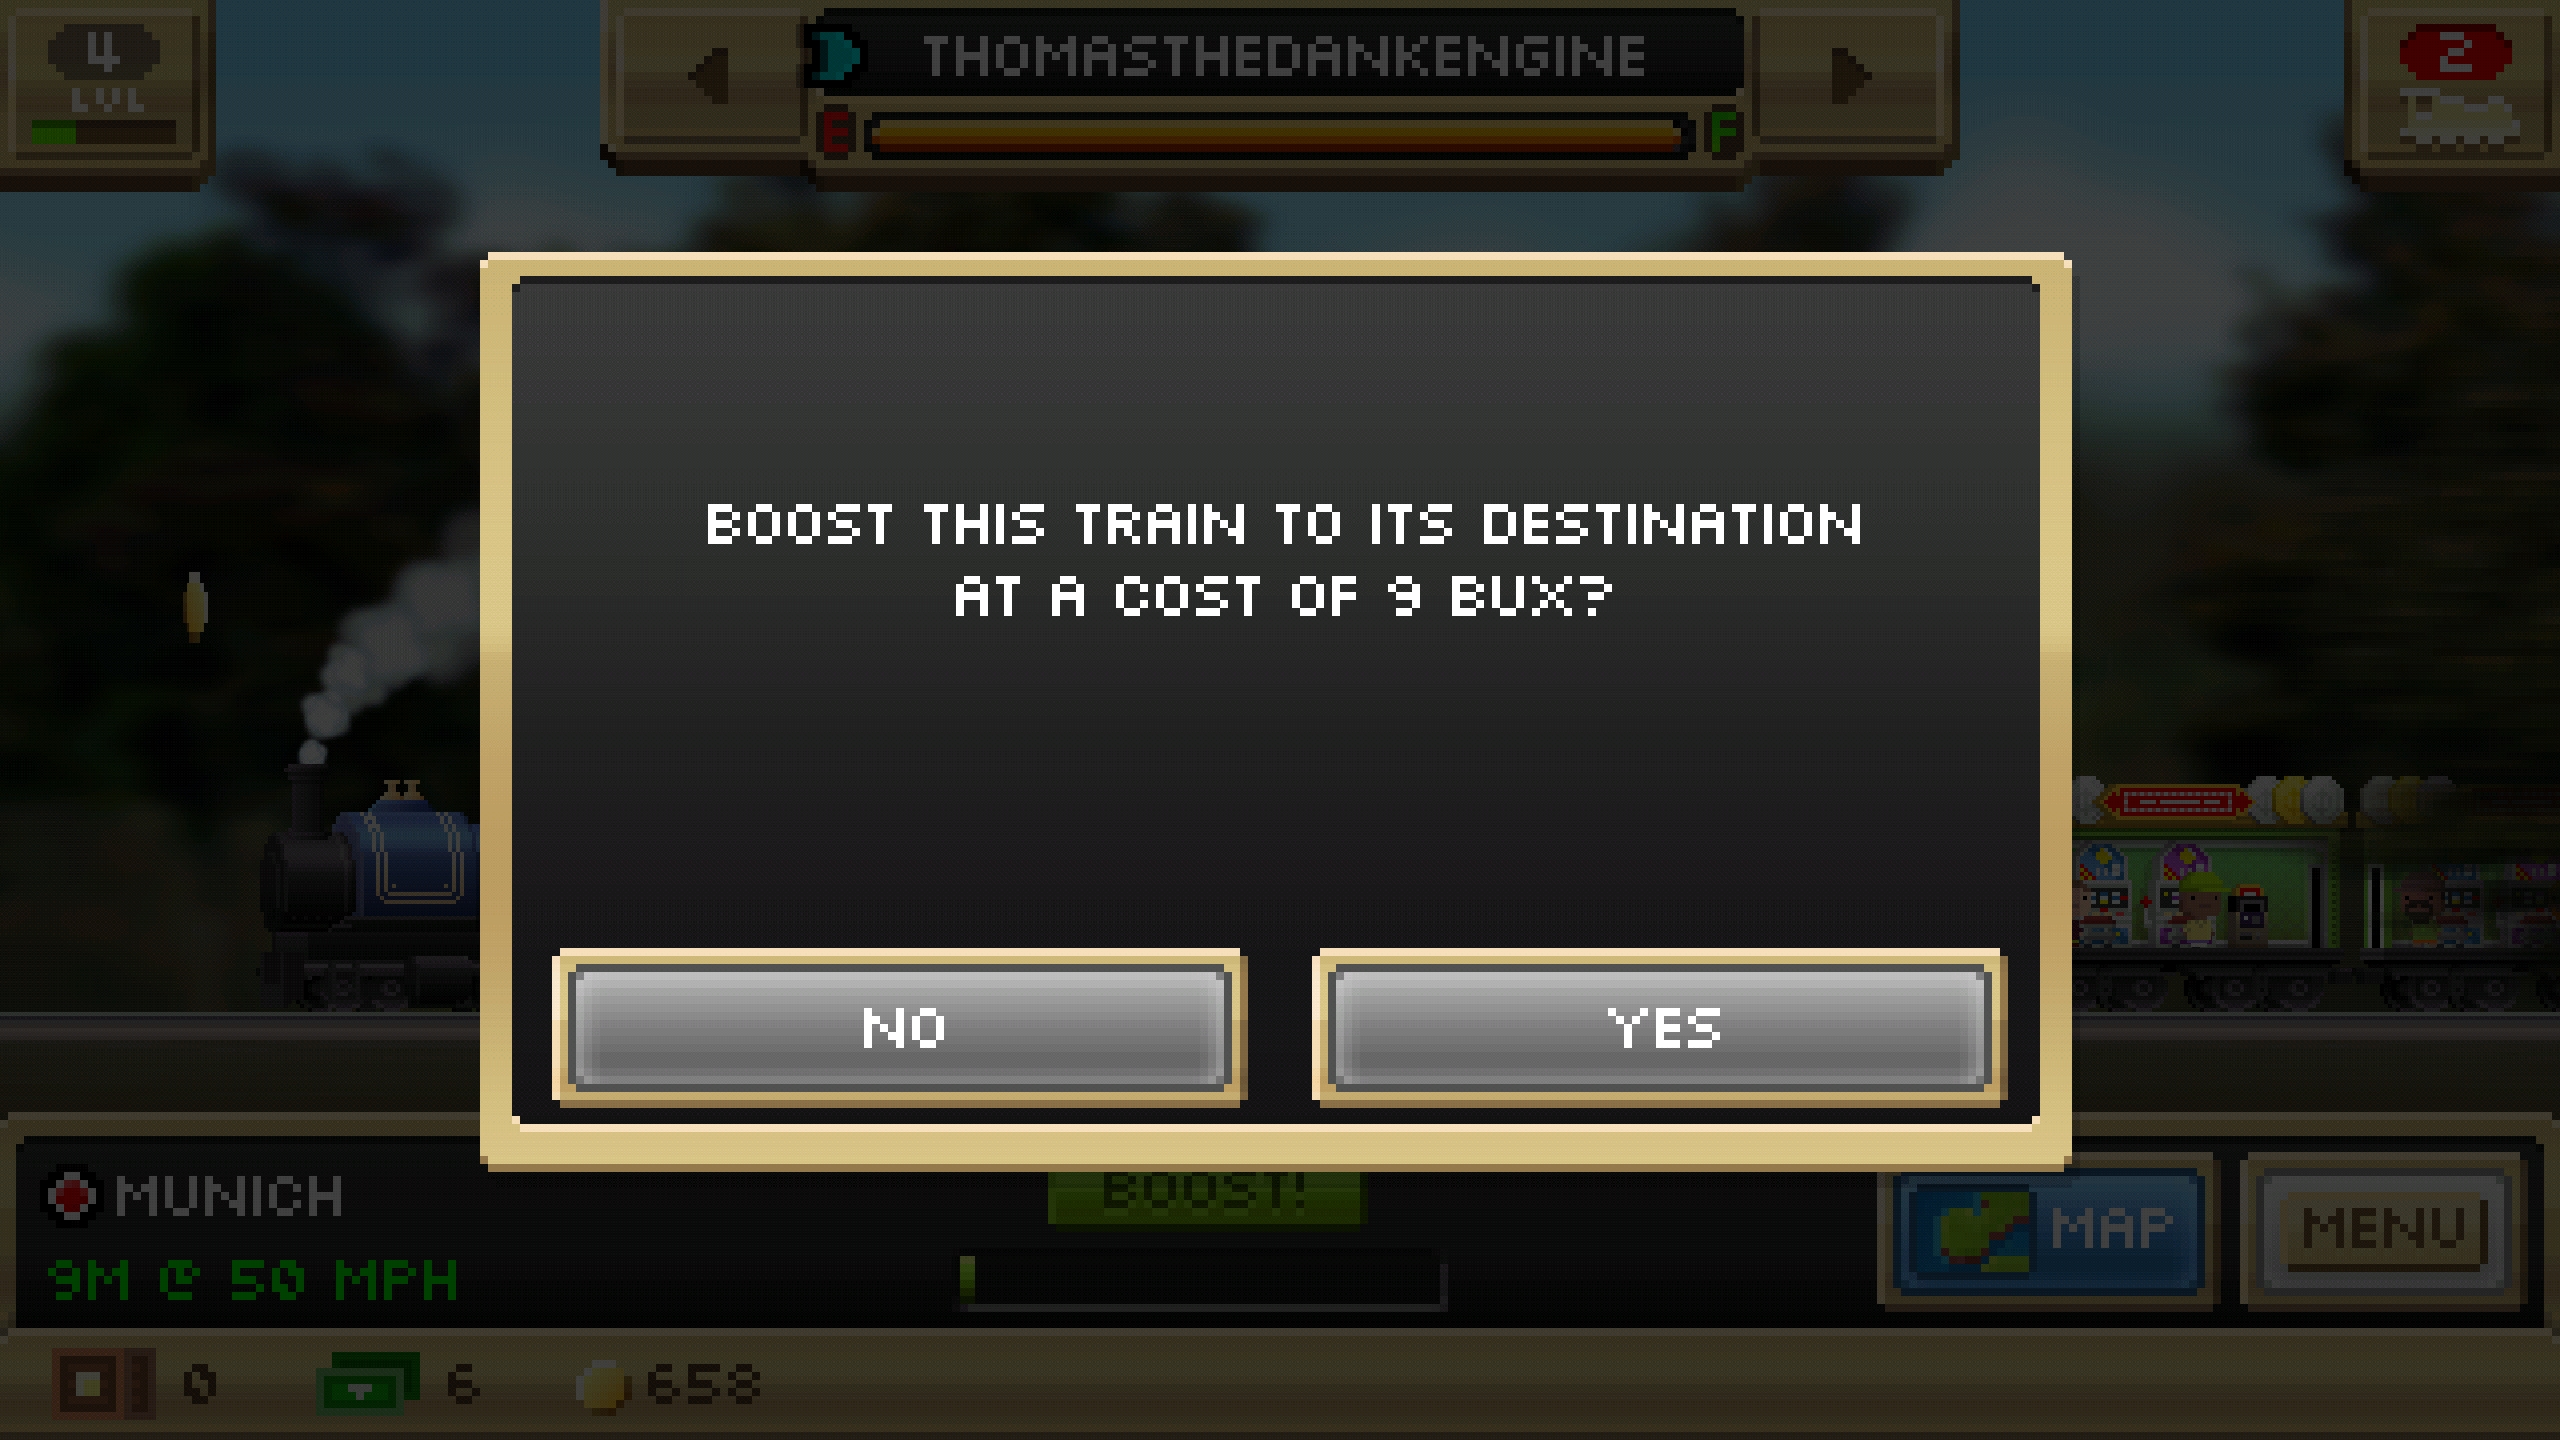 4
LVL
THOMASTHEDANKENGINE
E F
2
BOOST THIS TRAIN TO ITS DESTINATION
AT A COST OF 9 BUX?
NO YES
MUNICH
9M @ 50 MPH
BOOST!
MAP
MENU
0 6 658